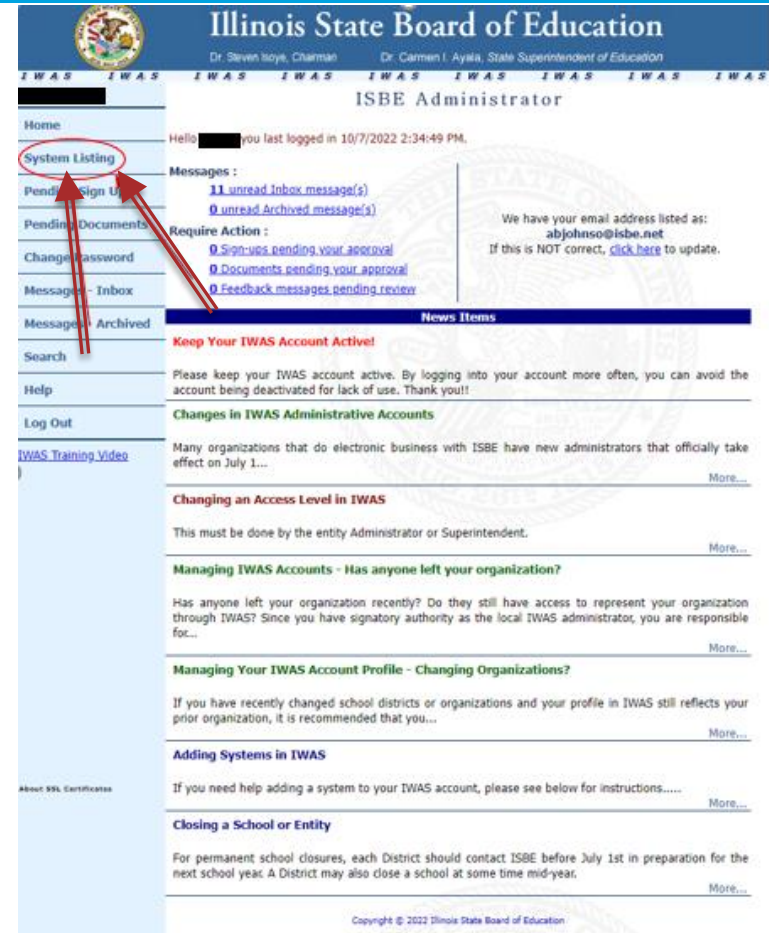 Illinois State Board of Education
Dr. Steven Isoye, Chairman Dr. Carmen I. Ayala, State Superintendent of Education
I W A S I W A S I W A S I W A S I W A S I W A S I W A S I W A S I W A S
ISBE Administrator
Home
System Listing
Pending Sign Up
Pending Documents
Change Password
Messages - Inbox
Messages - Archived
Search
Help
Log Out
IWAS Training Video
)
About SSL Certificates
Hello you last logged in 10/7/2022 2:34:49 PM.
Messages :
11 unread Inbox message(s)
0 unread Archived message(s)
Require Action :
0 Sign-ups pending your approval
0 Documents pending your approval
0 Feedback messages pending review
We have your email address listed as:
abjohnso@isbe.net
If this is NOT correct, click here to update.
News Items
Keep Your IWAS Account Active!
Please keep your IWAS account active. By logging into your account more often, you can avoid the
account being deactivated for lack of use. Thank you!!
Changes in IWAS Administrative Accounts
Many organizations that do electronic business with ISBE have new administrators that officially take
effect on July 1...
More...
Changing an Access Level in IWAS
This must be done by the entity Administrator or Superintendent.
More...
Managing IWAS Accounts - Has anyone left your organization?
Has anyone left your organization recently? Do they still have access to represent your organization
through IWAS? Since you have signatory authority as the local IWAS administrator, you are responsible
for...
More...
Managing Your IWAS Account Profile - Changing Organizations?
If you have recently changed school districts or organizations and your profile in IWAS still reflects your
prior organization, it is recommended that you...
More...
Adding Systems in IWAS
If you need help adding a system to your IWAS account, please see below for instructions.....
More...
Closing a School or Entity
For permanent school closures, each District should contact ISBE before July 1st in preparation for the
next school year. A District may also close a school at some time mid-year.
More...
Copyright © 2022 Illinois State Board of Education